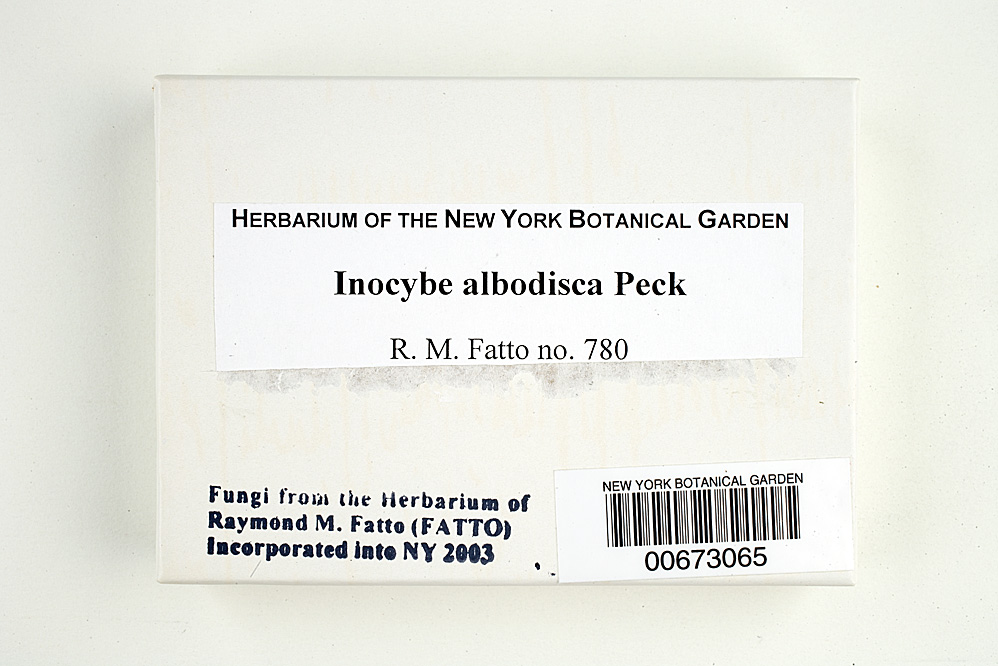 HERBARIUM OF THE NEW YORK BOTANICAL GARDEN
Inocybe albodisca Peck
R. M. Fatto no. 780
Fungi from the Herbarium of
Raymond M. Fatto (FATTO)
Incorporated into NY 2003
NEW YORK BOTANICAL GARDEN
00673065